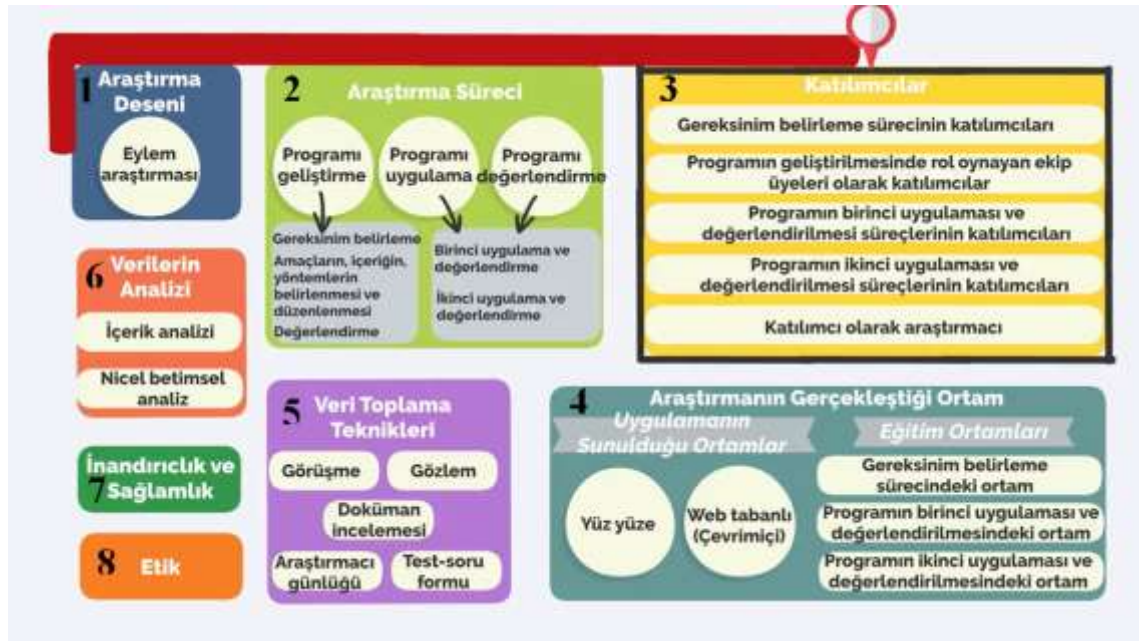 1
Araştırma
Deseni
Eylem
araştırması
2
Araştırma Süreci
Programı
geliştirme
Programı
uygulama
Programı
değerlendirme
Gereksinim belirleme
Amaçların, içeriğin,
yöntemlerin
belirlenmesi ve
düzenlenmesi
Değerlendirme
Birinci uygulama ve
değerlendirme
İkinci uygulama ve
değerlendirme
3
Katılımcılar
Gereksinim belirleme sürecinin katılımcıları
Programın geliştirilmesinde rol oynayan ekip
üyeleri olarak katılımcılar
Programın birinci uygulaması ve
değerlendirilmesi süreçlerinin katılımcıları
Programın ikinci uygulaması ve
değerlendirilmesi süreçlerinin katılımcıları
Katılımcı olarak araştırmacı
4
Araştırmanın Gerçekleştiği Ortam
Uygulamanın
Sunulduğu Ortamlar
Yüz yüze
Web tabanlı
(Çevrimiçi)
Eğitim Ortamları
Gereksinim belirleme
sürecindeki ortam
Programın birinci uygulaması ve
değerlendirilmesindeki ortam
Programın ikinci uygulaması ve
değerlendirilmesindeki ortam
5
Veri Toplama
Teknikleri
Görüşme
Gözlem
Doküman
incelemesi
Araştırmacı
günlüğü
Test-soru
formu
6
Verilerin
Analizi
İçerik analizi
Nicel betimsel
analiz
İnandırıclık ve
7 Sağlamlık
8
Etik